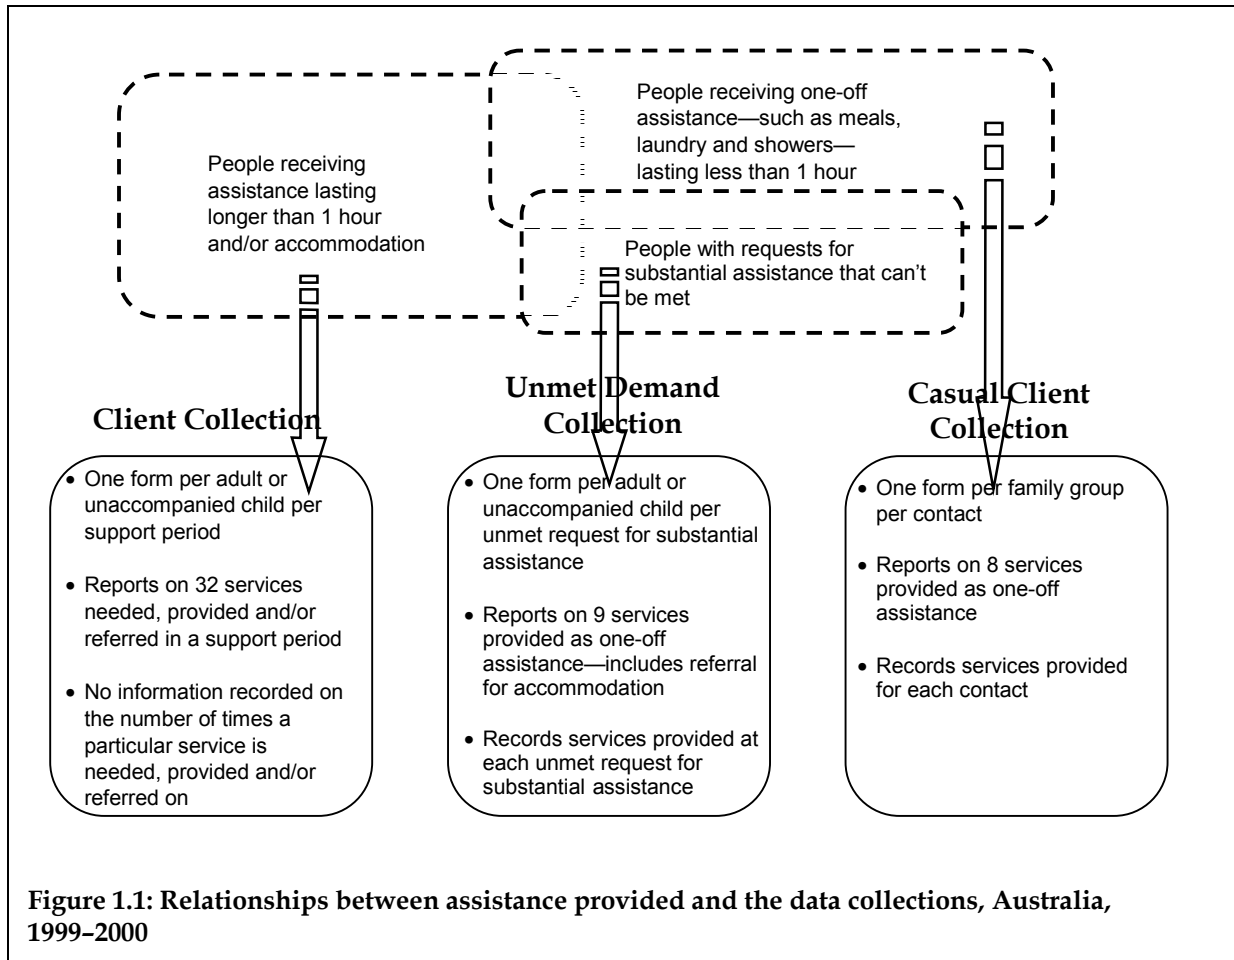 People receiving
assistance lasting
longer than 1 hour
and/or accommodation
People receiving one-off
assistance—such as meals,
laundry and showers—
lasting less than 1 hour
People with requests for
substantial assistance that can't
be met
Client Collection
• One form per adult or
unaccompanied child per
support period
• Reports on 32 services
needed, provided and/or
referred in a support period
• No information recorded on
the number of times a
particular service is
needed, provided and/or
referred on
Unmet Demand
Collection
• One form per adult or
unaccompanied child per
unmet request for substantial
assistance
• Reports on 9 services
provided as one-off
assistance—includes referral
for accommodation
• Records services provided at
each unmet request for
substantial assistance
Casual Client
Collection
• One form per family group
per contact
• Reports on 8 services
provided as one-off
assistance
• Records services provided
for each contact
Figure 1.1: Relationships between assistance provided and the data collections, Australia,
1999–2000